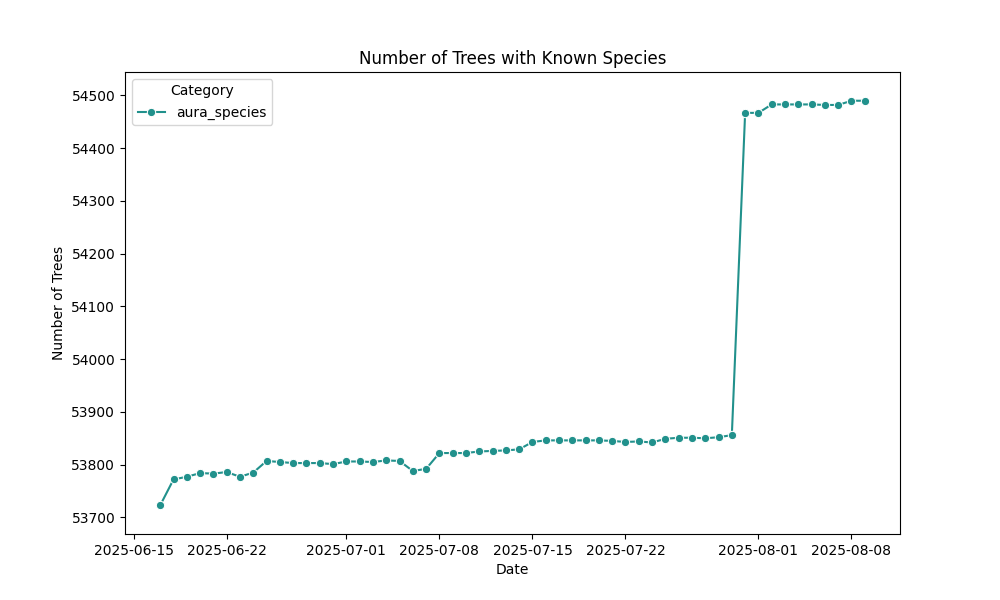 Number of Trees with Known Species
Category
aura_species
54500
54400
54300
54200
54100
54000
53900
53800
53700
Number of Trees
2025-06-15 2025-06-22 2025-07-01 2025-07-08 2025-07-15 2025-07-22 2025-08-01 2025-08-08
Date